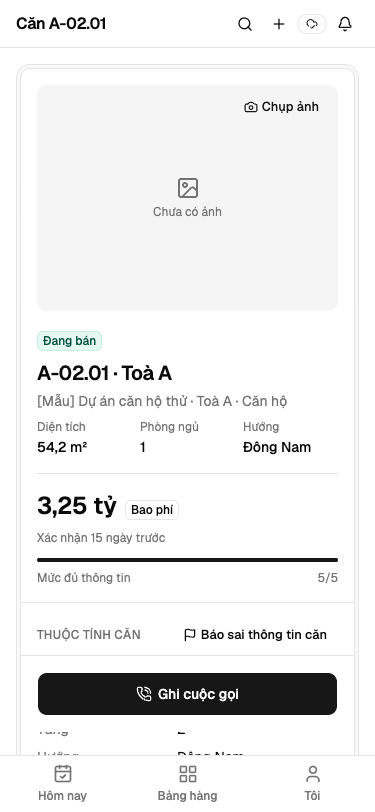 Căn A-02.01
Chụp ảnh
Chưa có ảnh
Đang bán
A-02.01 · Toà A
[Mẫu] Dự án căn hộ thử · Toà A · Căn hộ
Diện tích Phòng ngủ Hướng
54,2 m² 1 Đông Nam
3,25 tỷ Bao phí
Xác nhận 15 ngày trước
Mức đủ thông tin 5/5
THUỘC TÍNH CĂN Báo sai thông tin căn
Ghi cuộc gọi
Hôm nay Bảng hàng Tôi